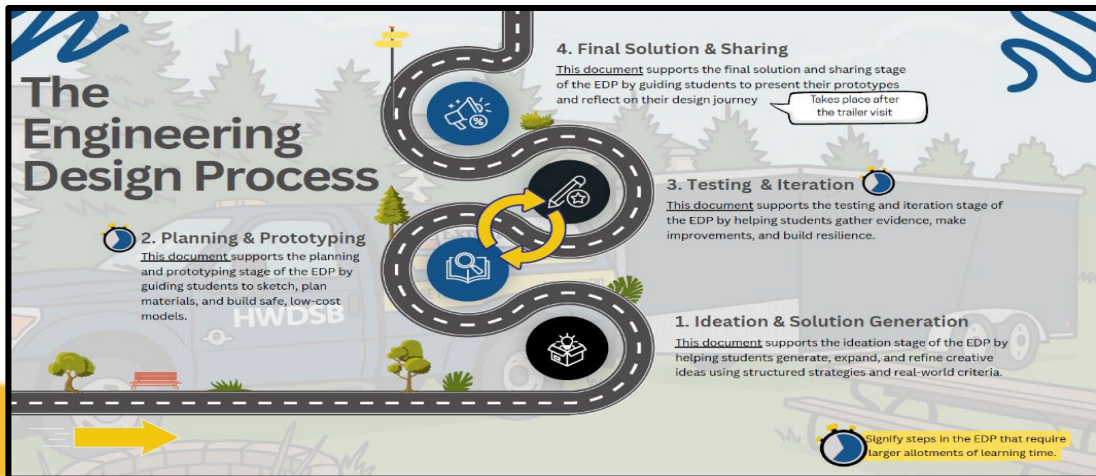 The
Engineering
Design Process
4. Final Solution & Sharing
This document supports the final solution and sharing stage
of the EDP by guiding students to present their prototypes
and reflect on their design journey
Takes place after
the trailer visit
3. Testing & Iteration
This document supports the testing and iteration stage of
the EDP by helping students gather evidence, make
improvements, and build resilience.
2. Planning & Prototyping
This document supports the planning
and prototyping stage of the EDP by
guiding students to sketch, plan
materials, and build safe, low-cost
models.
HWDSB
1. Ideation & Solution Generation
This document supports the ideation stage of the EDP by
helping students generate, expand, and refine creative
ideas using structured strategies and real-world criteria.
Signify steps in the EDP that require
larger allotments of learning time.